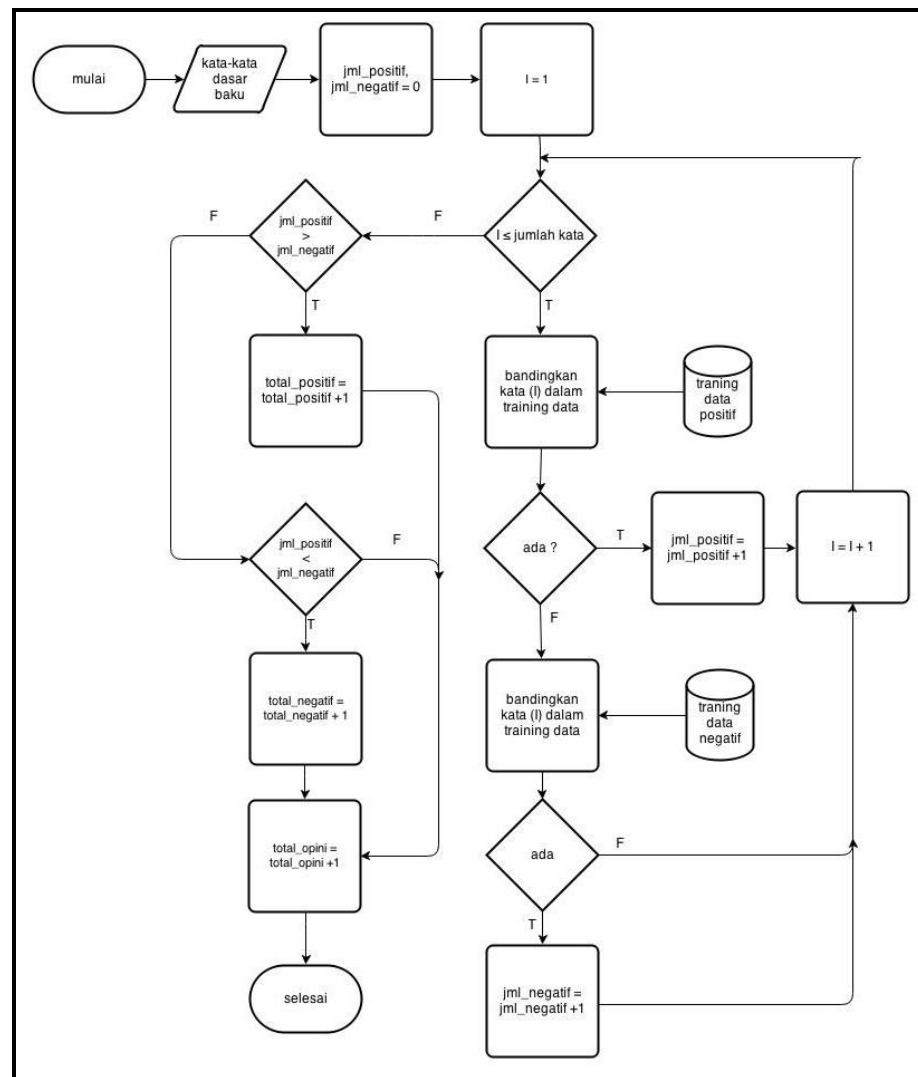 mulai
kata-kata
dasar
baku
jml_positif,
jml_negatif = 0
I = 1
I ≤ jumlah kata
F
T
jml_positif
>
jml_negatif
F
T
total_positif =
total_positif +1
bandingkan
kata (I) dalam
training data
traning
data
positif
ada ?
T
F
jml_positif =
jml_positif +1
I = I + 1
jml_positif
<
jml_negatif
F
T
total_negatif =
total_negatif + 1
bandingkan
kata (I) dalam
training data
traning
data
negatif
ada
F
T
total_opini =
total_opini +1
jml_negatif =
jml_negatif +1
selesai